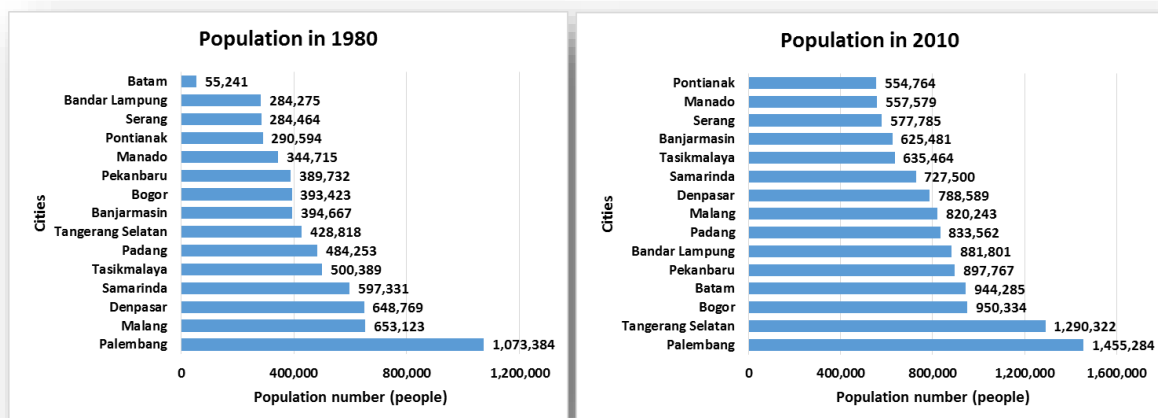 Population in 1980
Cities
Batam 55,241
Bandar Lampung 284,275
Serang 284,464
Pontianak 290,594
Manado 344,715
Pekanbaru 389,732
Bogor 393,423
Banjarmasin 394,667
Tangerang Selatan 428,818
Padang 484,253
Tasikmalaya 500,389
Samarinda 597,331
Denpasar 648,769
Malang 653,123
Palembang 1,073,384
0 400,000 800,000 1,200,000
Population number (people)
Population in 2010
Cities
Pontianak 554,764
Manado 557,579
Serang 577,785
Banjarmasin 625,481
Tasikmalaya 635,464
Samarinda 727,500
Denpasar 788,589
Malang 820,243
Padang 833,562
Bandar Lampung 881,801
Pekanbaru 897,767
Batam 944,285
Bogor 950,334
Tangerang Selatan 1,290,322
Palembang 1,455,284
0 400,000 800,000 1,200,000 1,600,000
Population number (people)